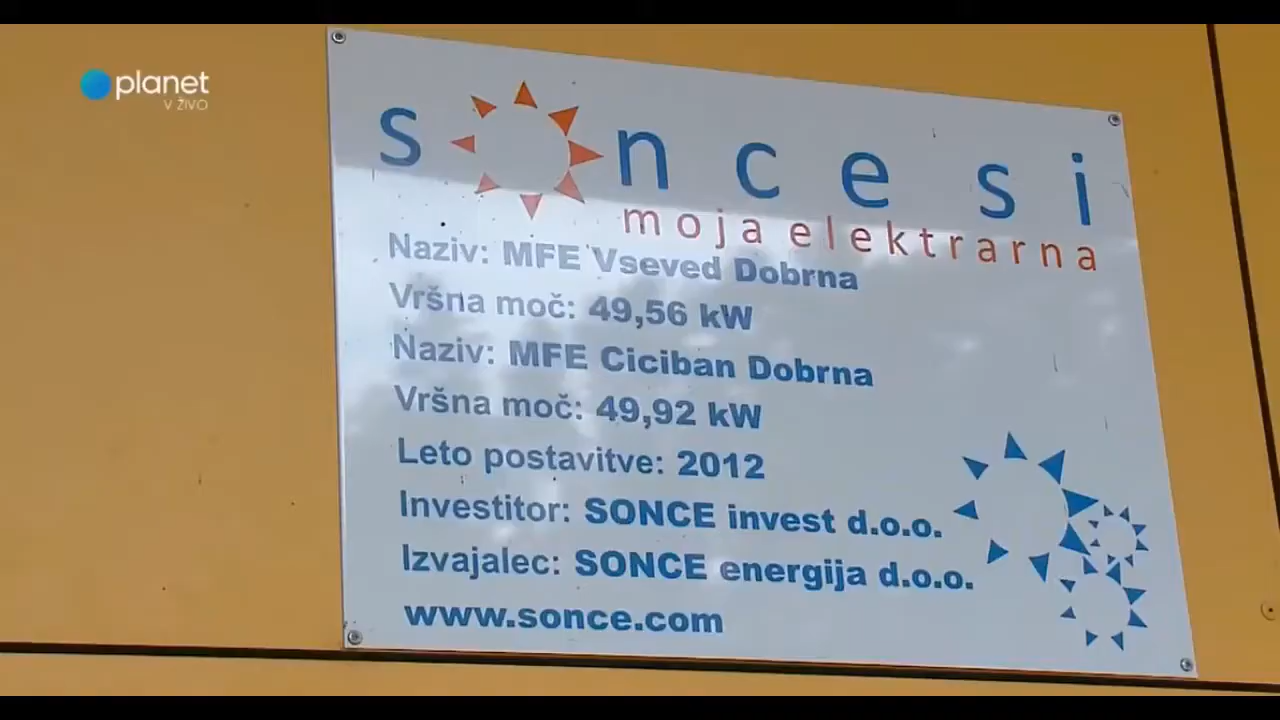 planet
V ŽIVO
sonce si
moja elektrarna
Naziv: MFE Vseved Dobrna
Vršna moč: 49,56 kW
Naziv: MFE Ciciban Dobrna
Vršna moč: 49,92 kW
Leto postavitve: 2012
Investitor: SONCE invest d.o.o.
Izvajalec: SONCE energija d.o.o.
www.sonce.com